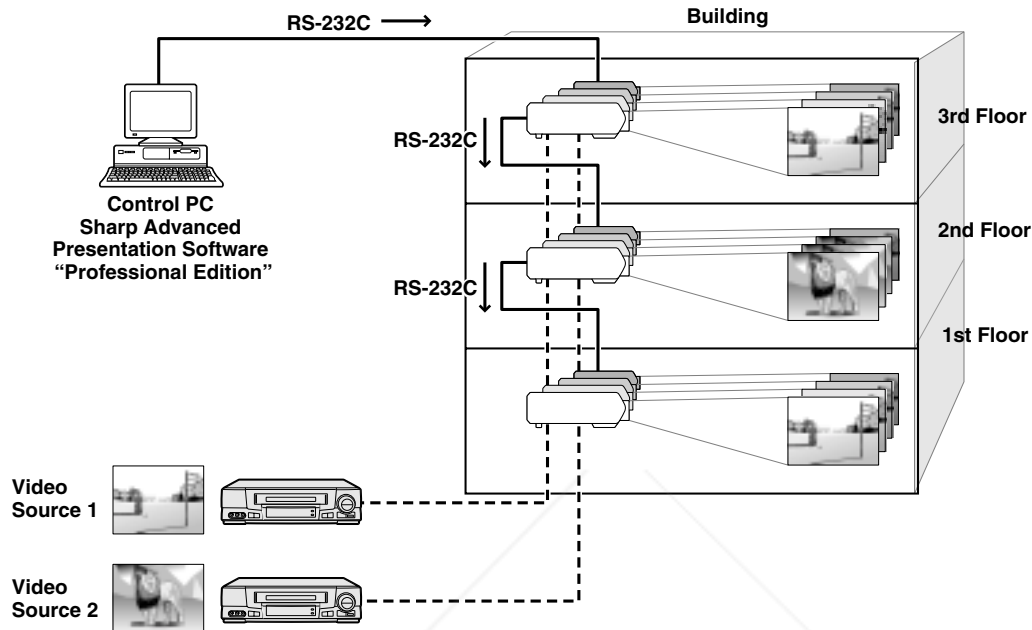 RS-232C
Building
3rd Floor
RS-232C
Control PC
Sharp Advanced
Presentation Software
“Professional Edition”
2nd Floor
RS-232C
1st Floor
Video
Source 1
Video
Source 2